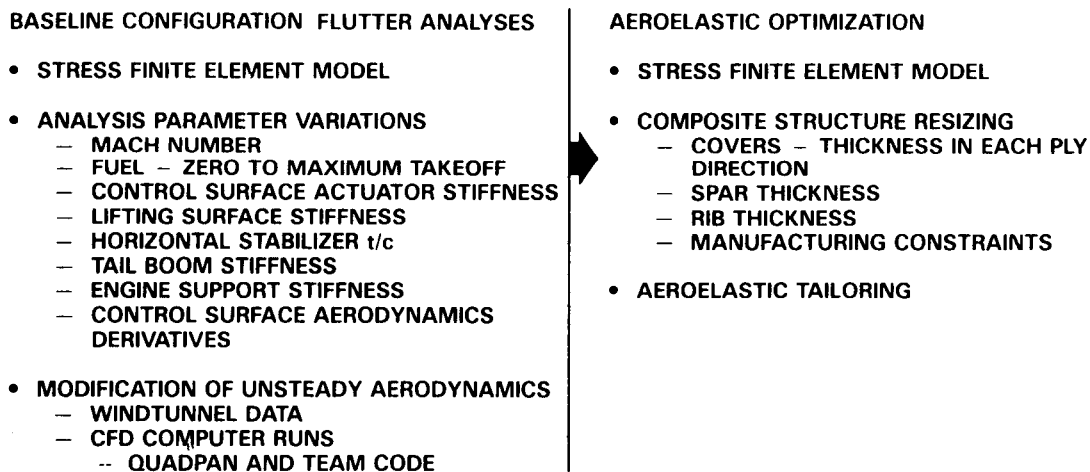 BASELINE CONFIGURATION FLUTTER ANALYSES
• STRESS FINITE ELEMENT MODEL
• ANALYSIS PARAMETER VARIATIONS
— MACH NUMBER
— FUEL – ZERO TO MAXIMUM TAKEOFF
— CONTROL SURFACE ACTUATOR STIFFNESS
— LIFTING SURFACE STIFFNESS
— HORIZONTAL STABILIZER t/c
— TAIL BOOM STIFFNESS
— ENGINE SUPPORT STIFFNESS
— CONTROL SURFACE AERODYNAMICS
DERIVATIVES
• MODIFICATION OF UNSTEADY AERODYNAMICS
— WINDTUNNEL DATA
— CFD COMPUTER RUNS
-- QUADPAN AND TEAM CODE
AEROELASTIC OPTIMIZATION
• STRESS FINITE ELEMENT MODEL
• COMPOSITE STRUCTURE RESIZING
— COVERS – THICKNESS IN EACH PLY
DIRECTION
— SPAR THICKNESS
— RIB THICKNESS
— MANUFACTURING CONSTRAINTS
• AEROELASTIC TAILORING